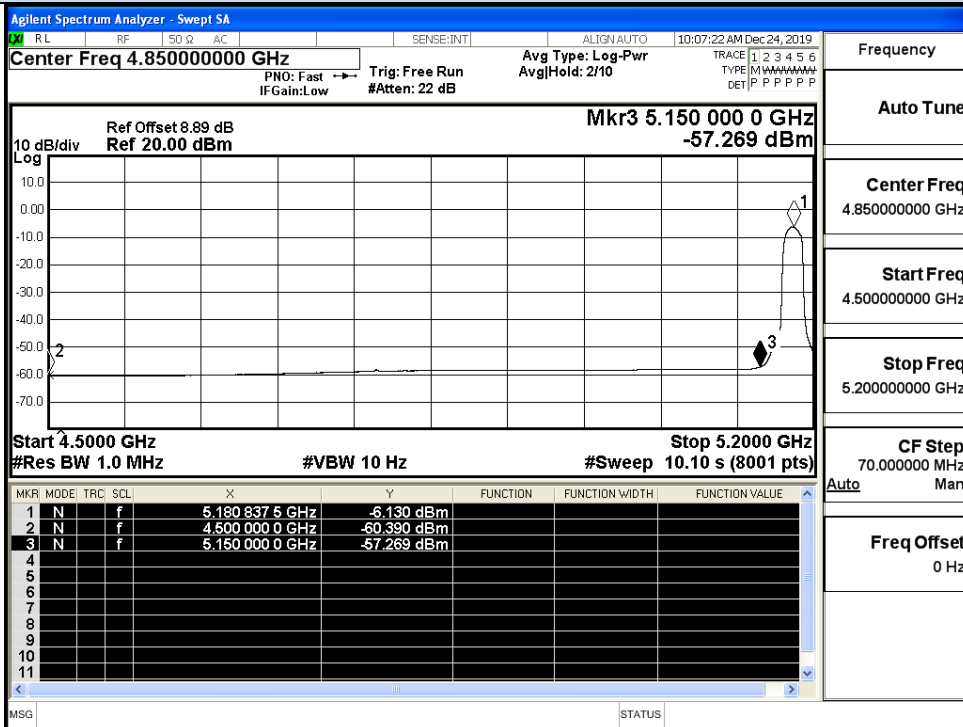 Agilent Spectrum Analyzer - Swept SA
LXI RL RF 50 Ω AC SENSE:INT ALIGN AUTO 10:07:22 AM Dec 24, 2019
Center Freq 4.850000000 GHz
PNO: Fast
IFGain:Low
Trig: Free Run
#Atten: 22 dB
Avg Type: Log-Pwr
Avg|Hold: 2/10
TRACE 1 2 3 4 5 6
TYPE M W W W W W
DET P P P P P P
Mkr3 5.150 000 0 GHz
-57.269 dBm
Ref Offset 8.89 dB
10 dB/div Ref 20.00 dBm
Log
10.0
0.00
-10.0
-20.0
-30.0
-40.0
-50.0
-60.0
-70.0
1
2
3
Start 4.5000 GHz Stop 5.2000 GHz
#Res BW 1.0 MHz #VBW 10 Hz #Sweep 10.10 s (8001 pts)
MKR MODE TRC SCL X Y FUNCTION FUNCTION WIDTH FUNCTION VALUE
1 N f 5.180 837 5 GHz -6.130 dBm
2 N f 4.500 000 0 GHz -60.390 dBm
3 N f 5.150 000 0 GHz -57.269 dBm
4
5
6
7
8
9
10
11
MSG STATUS
Frequency
Auto Tune
Center Freq
4.850000000 GHz
Start Freq
4.500000000 GHz
Stop Freq
5.200000000 GHz
CF Step
70.000000 MHz
Auto Man
Freq Offset
0 Hz